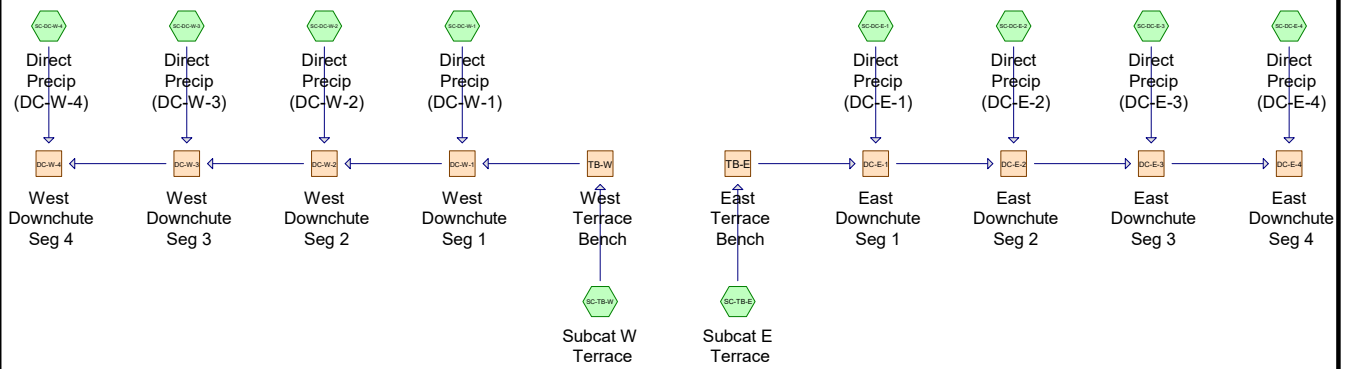 SC-DC-W-4 SC-DC-W-3 SC-DC-W-2 SC-DC-W-1 SC-DC-E-1 SC-DC-E-2 SC-DC-E-3 SC-DC-E-4
Direct Direct Direct Direct Direct Direct Direct Direct
Precip Precip Precip Precip Precip Precip Precip Precip
(DC-W-4) (DC-W-3) (DC-W-2) (DC-W-1) (DC-E-1) (DC-E-2) (DC-E-3) (DC-E-4)
DC-W-4 DC-W-3 DC-W-2 DC-W-1 TB-W TB-E DC-E-1 DC-E-2 DC-E-3 DC-E-4
West West West West West East East East East East
Downchute Downchute Downchute Downchute Terrace Terrace Downchute Downchute Downchute Downchute
Seg 4 Seg 3 Seg 2 Seg 1 Bench Bench Seg 1 Seg 2 Seg 3 Seg 4
SC-TB-W SC-TB-E
Subcat W Subcat E
Terrace Terrace